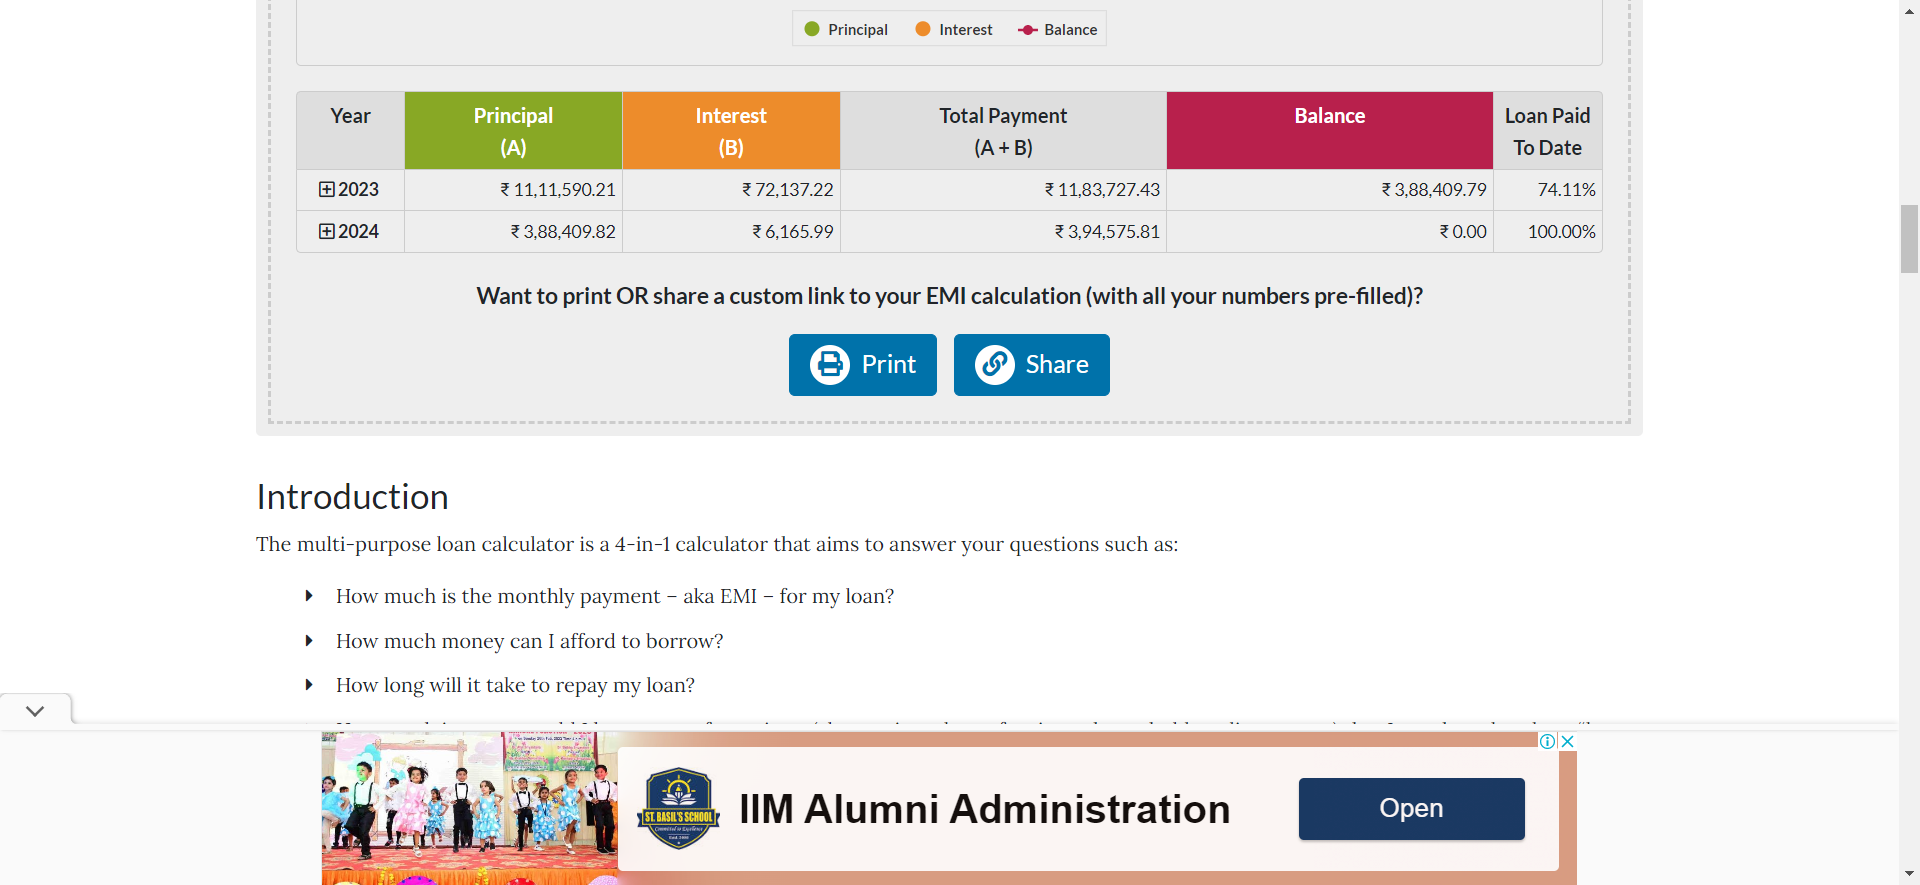 Principal Interest Balance
Year Principal (A) Interest (B) Total Payment (A + B) Balance Loan Paid To Date
2023 ₹ 11,11,590.21 ₹ 72,137.22 ₹ 11,83,727.43 ₹ 3,88,409.79 74.11%
2024 ₹ 3,88,409.82 ₹ 6,165.99 ₹ 3,94,575.81 ₹ 0.00 100.00%
Want to print OR share a custom link to your EMI calculation (with all your numbers pre-filled)?
Print Share
Introduction
The multi-purpose loan calculator is a 4-in-1 calculator that aims to answer your questions such as:
How much is the monthly payment – aka EMI – for my loan?
How much money can I afford to borrow?
How long will it take to repay my loan?
ST. BASIL'S SCHOOL
IIM Alumni Administration
Open